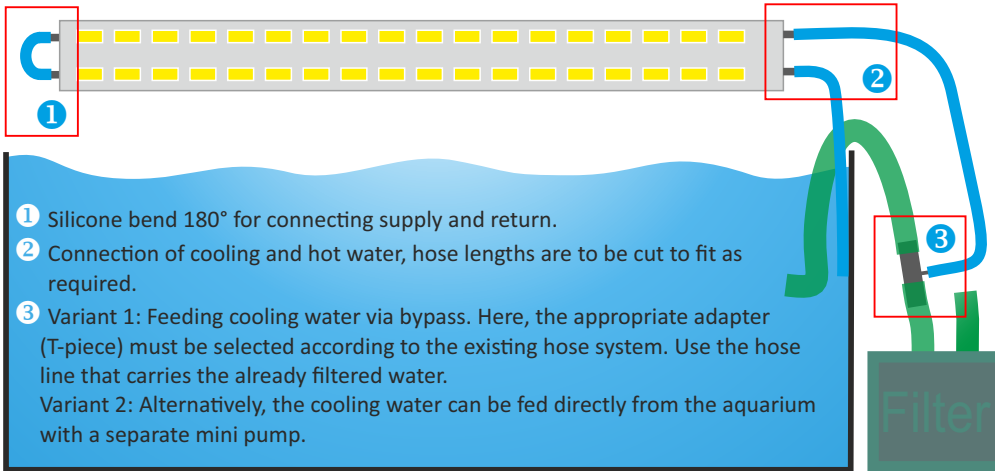 1
2
3
1 Silicone bend 180° for connecting supply and return.
2 Connection of cooling and hot water, hose lengths are to be cut to fit as
required.
3 Variant 1: Feeding cooling water via bypass. Here, the appropriate adapter
(T-piece) must be selected according to the existing hose system. Use the hose
line that carries the already filtered water.
Variant 2: Alternatively, the cooling water can be fed directly from the aquarium
with a separate mini pump.
Filter